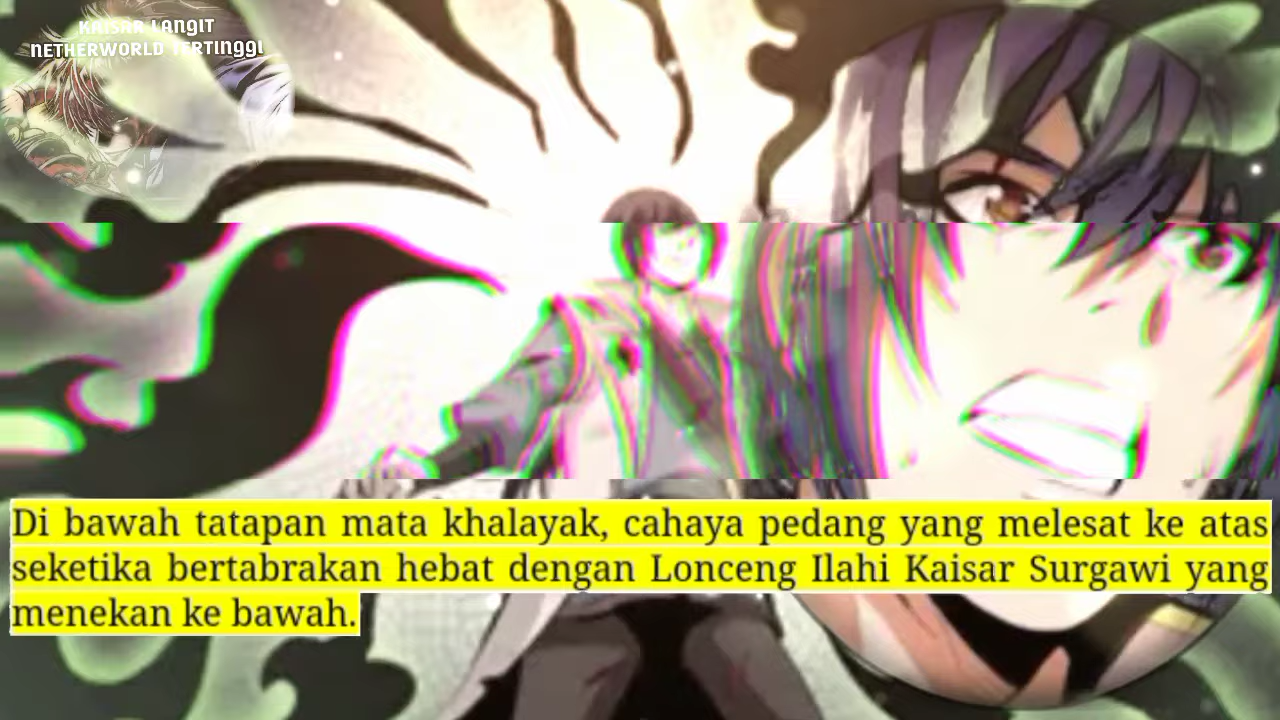 KAISAR LANGIT
NETHERWORLD TERTINGGI
Di bawah tatapan mata khalayak, cahaya pedang yang melesat ke atas
seketika bertabrakan hebat dengan Lonceng Ilahi Kaisar Surgawi yang
menekan ke bawah.